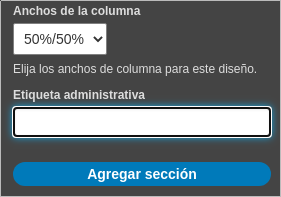 Anchos de la columna
50%/50%
Elija los anchos de columna para este diseño.
Etiqueta administrativa
Agregar sección